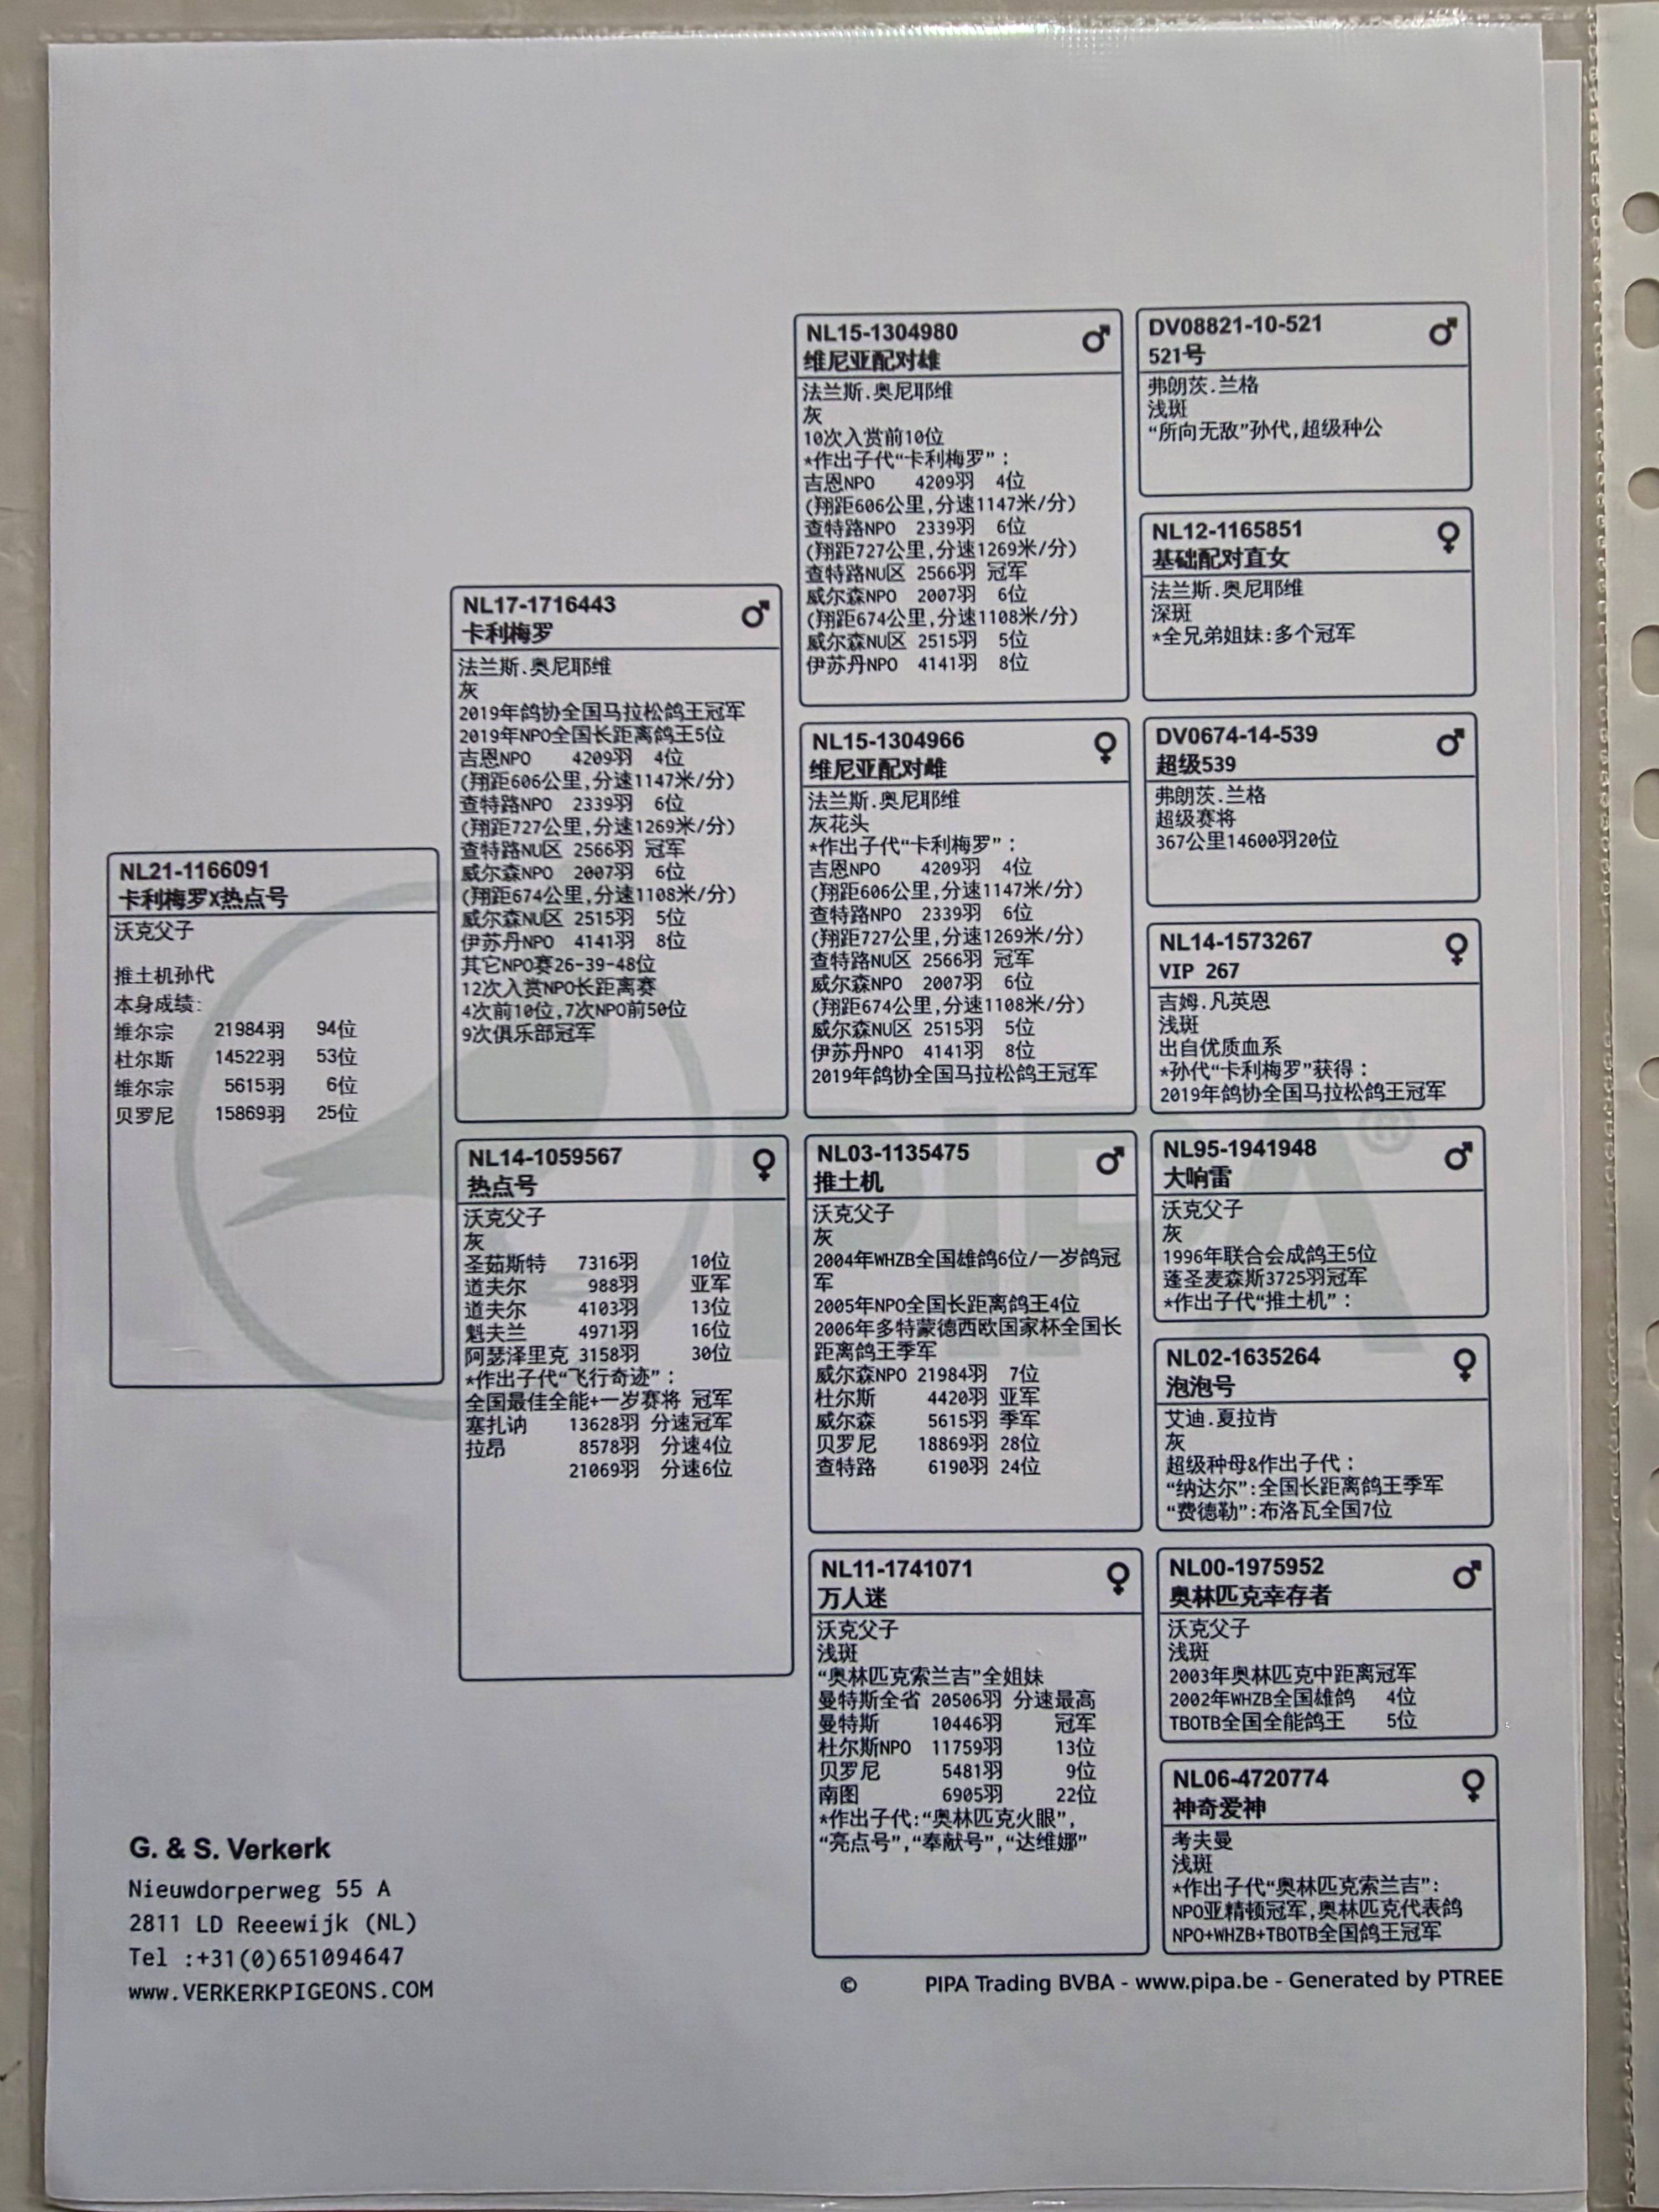 NL21-1166091
卡利梅罗X热点号
沃克父子
推土机孙代
本身成绩:
维尔宗 21984羽 94位
杜尔斯 14522羽 53位
维尔宗 5615羽 6位
贝罗尼 15869羽 25位
NL17-1716443 ♂
卡利梅罗
法兰斯.奥尼耶维
灰
2019年鸽协全国马拉松鸽王冠军
2019年NPO全国长距离鸽王5位
吉恩NPO 4209羽 4位
(翔距606公里,分速1147米/分)
查特路NPO 2339羽 6位
(翔距727公里,分速1269米/分)
查特路NU区 2566羽 冠军
威尔森NPO 2007羽 6位
(翔距674公里,分速1108米/分)
威尔森NU区 2515羽 5位
伊苏丹NPO 4141羽 8位
其它NPO赛26-39-48位
12次入赏NPO长距离赛
4次前10位,7次NPO前50位
9次俱乐部冠军
NL14-1059567 ♀
热点号
沃克父子
灰
圣茹斯特 7316羽 10位
道夫尔 988羽 亚军
道夫尔 4103羽 13位
魁夫兰 4971羽 16位
阿瑟泽里克 3158羽 30位
*作出子代“飞行奇迹”:
全国最佳全能+一岁赛将 冠军
塞扎讷 13628羽 分速冠军
拉昂 8578羽 分速4位
21069羽 分速6位
NL15-1304980 ♂
维尼亚配对雄
法兰斯.奥尼耶维
灰
10次入赏前10位
*作出子代“卡利梅罗”:
吉恩NPO 4209羽 4位
(翔距606公里,分速1147米/分)
查特路NPO 2339羽 6位
(翔距727公里,分速1269米/分)
查特路NU区 2566羽 冠军
威尔森NPO 2007羽 6位
(翔距674公里,分速1108米/分)
威尔森NU区 2515羽 5位
伊苏丹NPO 4141羽 8位
NL15-1304966 ♀
维尼亚配对雌
法兰斯.奥尼耶维
灰花头
*作出子代“卡利梅罗”:
吉恩NPO 4209羽 4位
(翔距606公里,分速1147米/分)
查特路NPO 2339羽 6位
(翔距727公里,分速1269米/分)
查特路NU区 2566羽 冠军
威尔森NPO 2007羽 6位
(翔距674公里,分速1108米/分)
威尔森NU区 2515羽 5位
伊苏丹NPO 4141羽 8位
2019年鸽协全国马拉松鸽王冠军
NL03-1135475 ♂
推土机
沃克父子
灰
2004年WHZB全国雄鸽6位/一岁鸽冠
军
2005年NPO全国长距离鸽王4位
2006年多特蒙德西欧国家杯全国长
距离鸽王季军
威尔森NPO 21984羽 7位
杜尔斯 4420羽 亚军
威尔森 5615羽 季军
贝罗尼 18869羽 28位
查特路 6190羽 24位
NL11-1741071 ♀
万人迷
沃克父子
浅斑
“奥林匹克索兰吉”全姐妹
曼特斯全省 20506羽 分速最高
曼特斯 10446羽 冠军
杜尔斯NPO 11759羽 13位
贝罗尼 5481羽 9位
南图 6905羽 22位
*作出子代:“奥林匹克火眼”,
“亮点号”,“奉献号”,“达维娜”
DV08821-10-521 ♂
521号
弗朗茨.兰格
浅斑
“所向无敌”孙代,超级种公
NL12-1165851 ♀
基础配对直女
法兰斯.奥尼耶维
深斑
*全兄弟姐妹:多个冠军
DV0674-14-539 ♂
超级539
弗朗茨.兰格
超级赛将
367公里14600羽20位
NL14-1573267 ♀
VIP 267
吉姆.凡英恩
浅斑
出自优质血系
*孙代“卡利梅罗”获得:
2019年鸽协全国马拉松鸽王冠军
NL95-1941948 ♂
大响雷
沃克父子
灰
1996年联合会成鸽王5位
蓬圣麦森斯3725羽冠军
*作出子代“推土机”:
NL02-1635264 ♀
泡泡号
艾迪.夏拉肯
灰
超级种母&作出子代:
“纳达尔”:全国长距离鸽王季军
“费德勒”:布洛瓦全国7位
NL00-1975952 ♂
奥林匹克幸存者
沃克父子
浅斑
2003年奥林匹克中距离冠军
2002年WHZB全国雄鸽 4位
TBOTB全国全能鸽王 5位
NL06-4720774 ♀
神奇爱神
考夫曼
浅斑
*作出子代“奥林匹克索兰吉”:
NPO亚精顿冠军,奥林匹克代表鸽
NPO+WHZB+TBOTB全国鸽王冠军
PIPA®
G. & S. Verkerk
Nieuwdorperweg 55 A
2811 LD Reeewijk (NL)
Tel :+31(0)651094647
www.VERKERKPIGEONS.COM
© PIPA Trading BVBA - www.pipa.be - Generated by PTREE